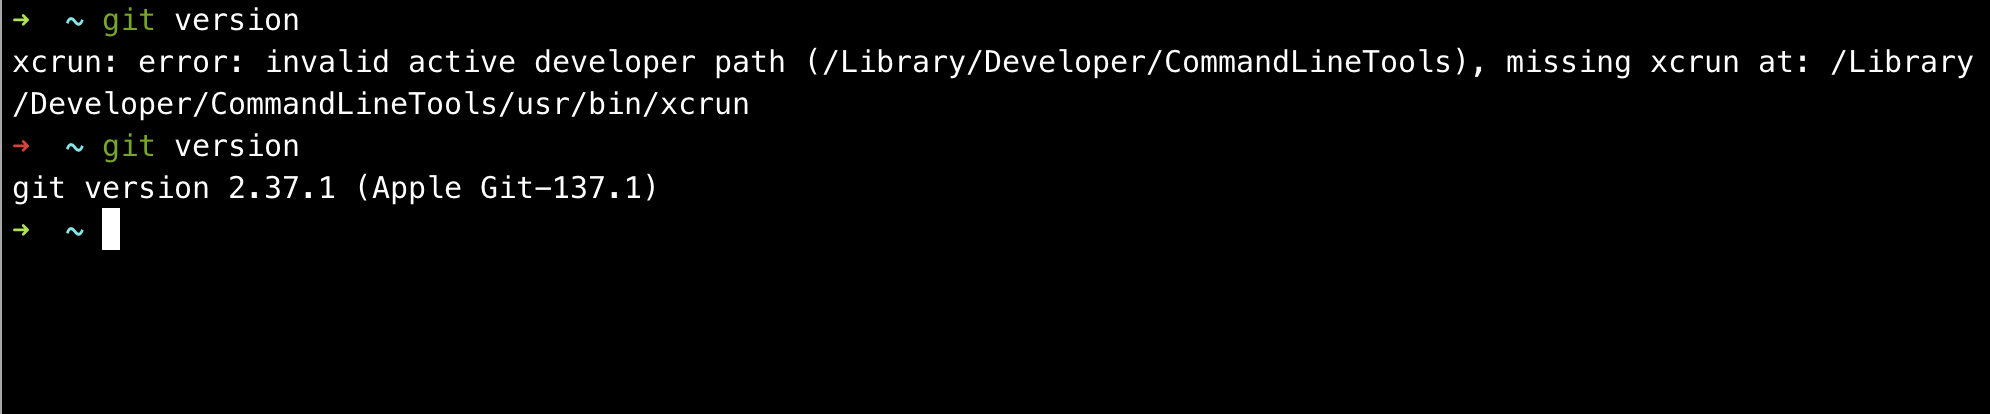 ➜  ~ git version
xcrun: error: invalid active developer path (/Library/Developer/CommandLineTools), missing xcrun at: /Library
/Developer/CommandLineTools/usr/bin/xcrun
➜  ~ git version
git version 2.37.1 (Apple Git-137.1)
➜  ~